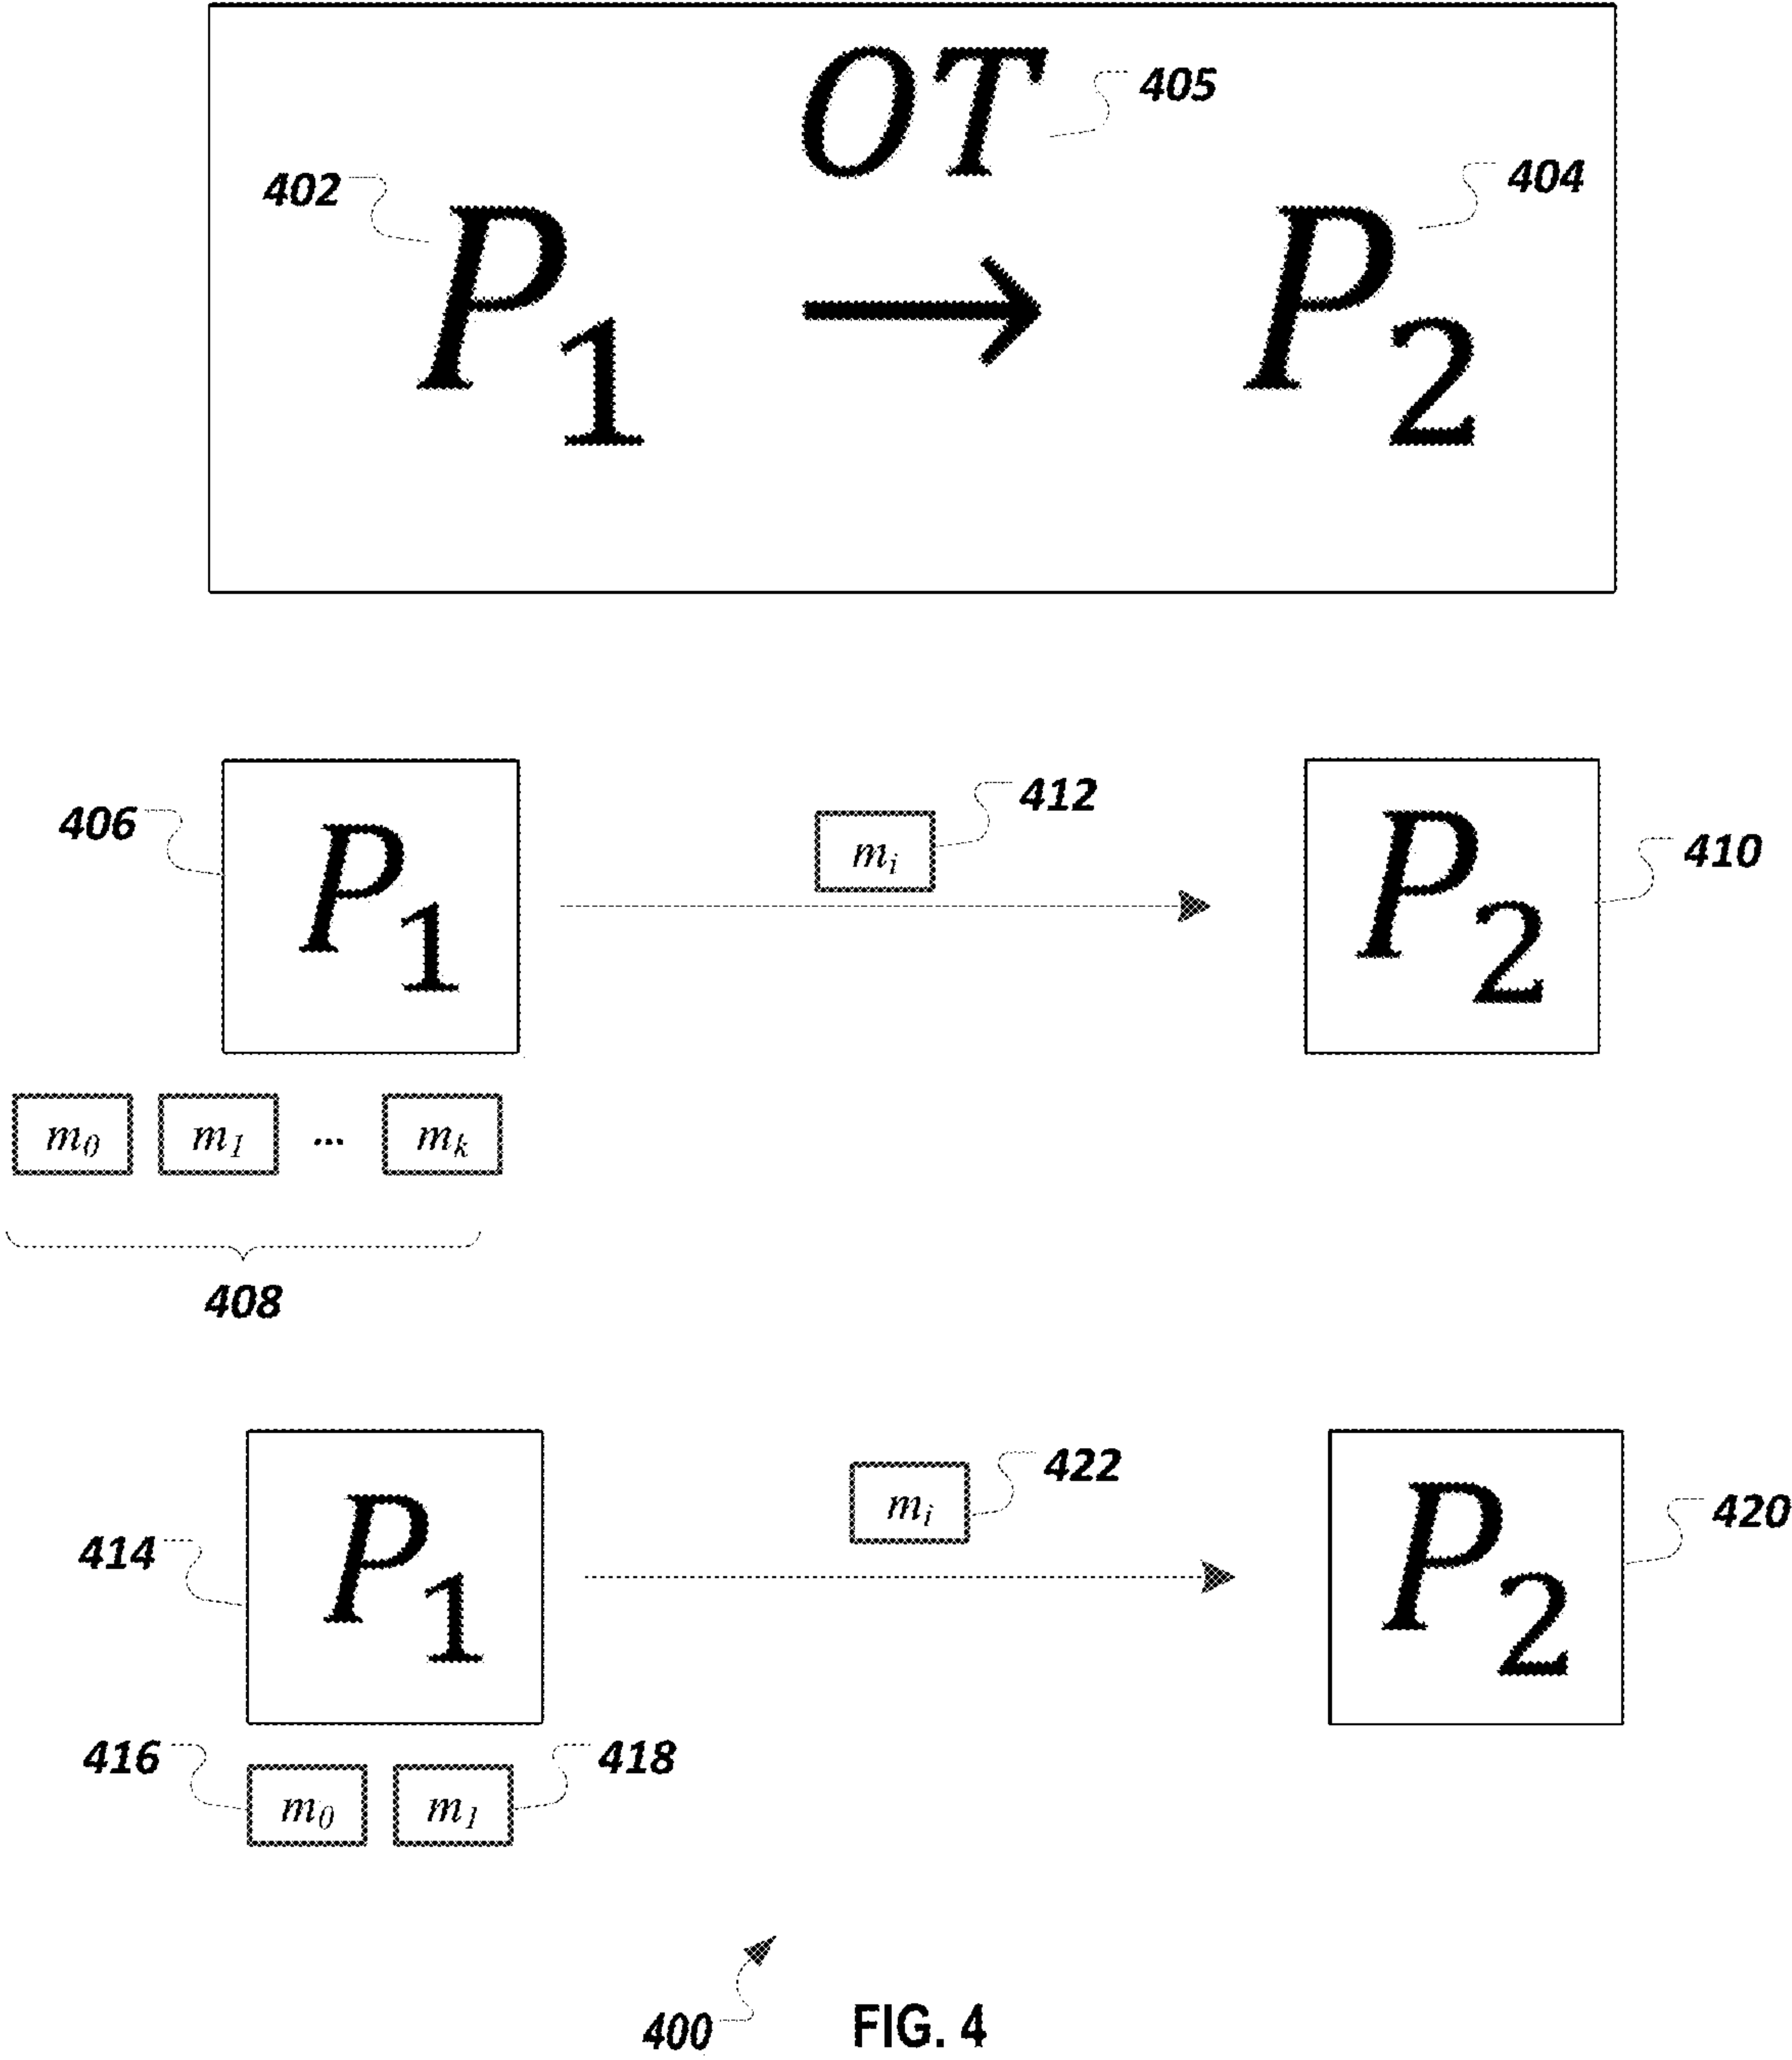 OT 405
402 P1 → P2 404
406 P1 mi 412 P2 410
m0 m1 ... mk
408
414 P1 mi 422 P2 420
416 m0 m1 418
400 FIG. 4